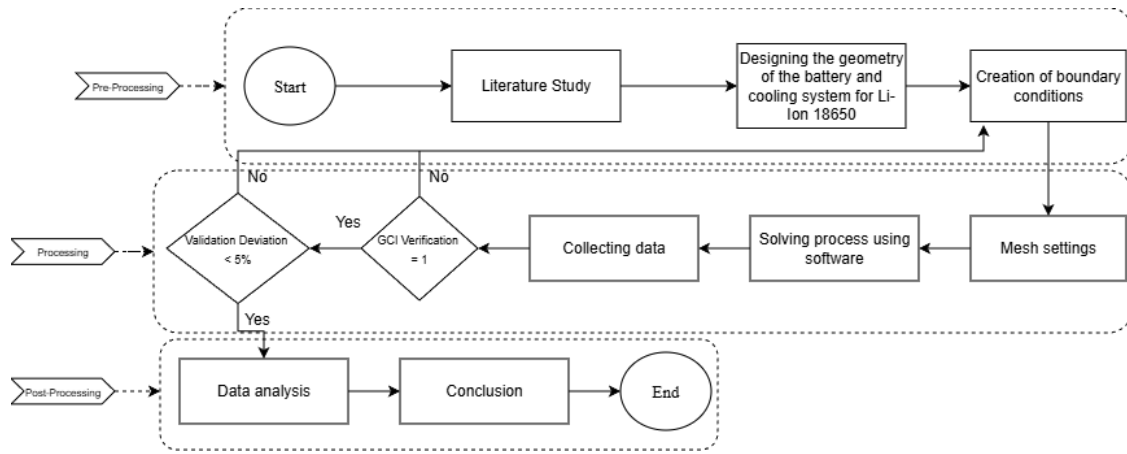 Pre-Processing
Start
Literature Study
Designing the geometry
of the battery and
cooling system for Li-
Ion 18650
Creation of boundary
conditions
No
No
Processing
Validation Deviation
< 5%
Yes
GCI Verification
= 1
Collecting data
Solving process using
software
Mesh settings
Yes
Post-Processing
Data analysis
Conclusion
End